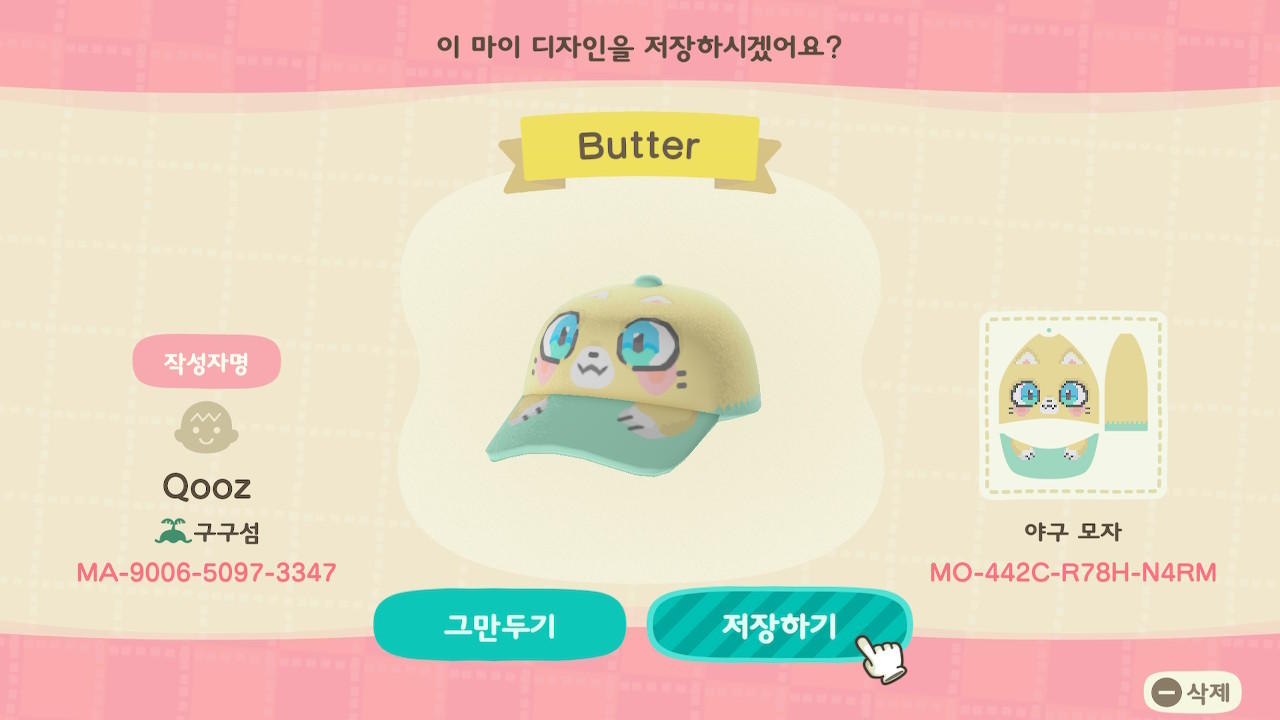 이 마이 디자인을 저장하시겠어요?
Butter
작성자명
Qooz
구구섬
MA-9006-5097-3347
야구 모자
MO-442C-R78H-N4RM
그만두기
저장하기
삭제